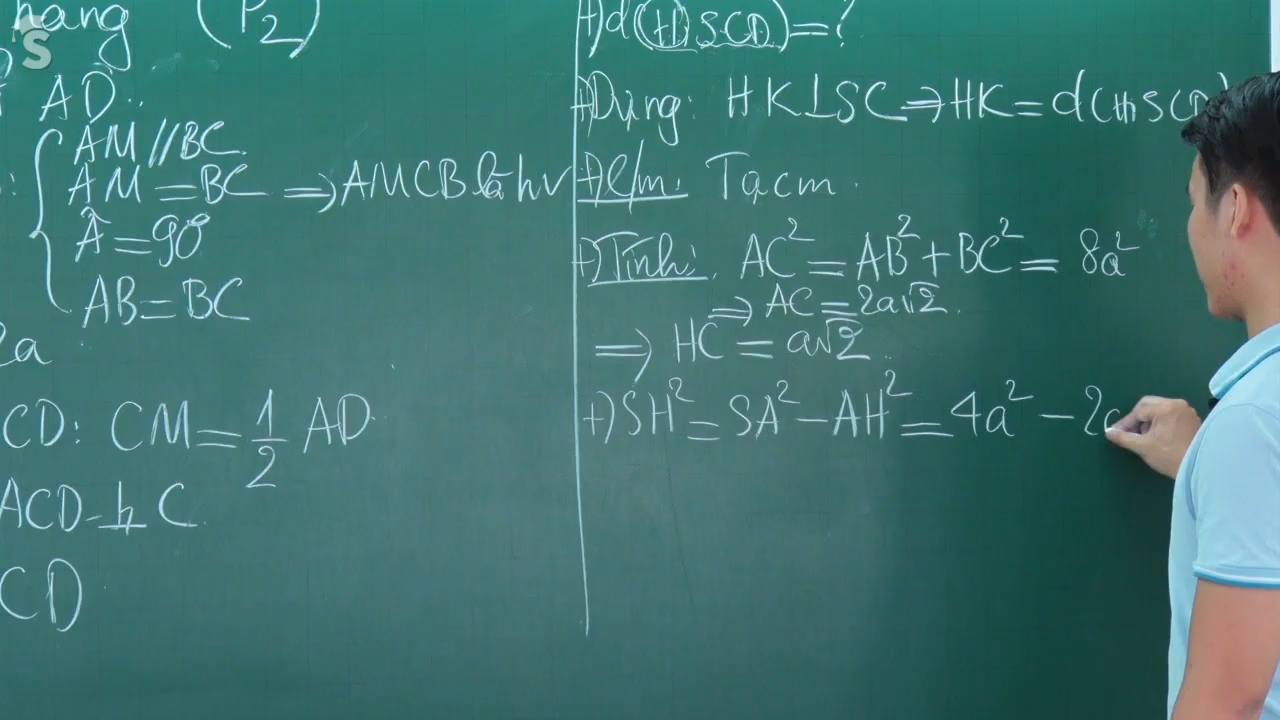 hang (P2)
AD..
AM // BC
AM = BC ⇒ AMCB là hv
Â = 90°
AB = BC
2a
CD: CM = 1/2 AD
ACD ⊥ C
CD
+) d(H, SCD) = ?
+) Dựng: HK ⊥ SC ⇒ HK = d(H, SCD)
+) C/m: Ta cm.
+) Tính: AC² = AB² + BC² = 8a²
⇒ AC = 2a√2.
⇒ HC = a√2.
+) SH² = SA² - AH² = 4a² - 2a
S